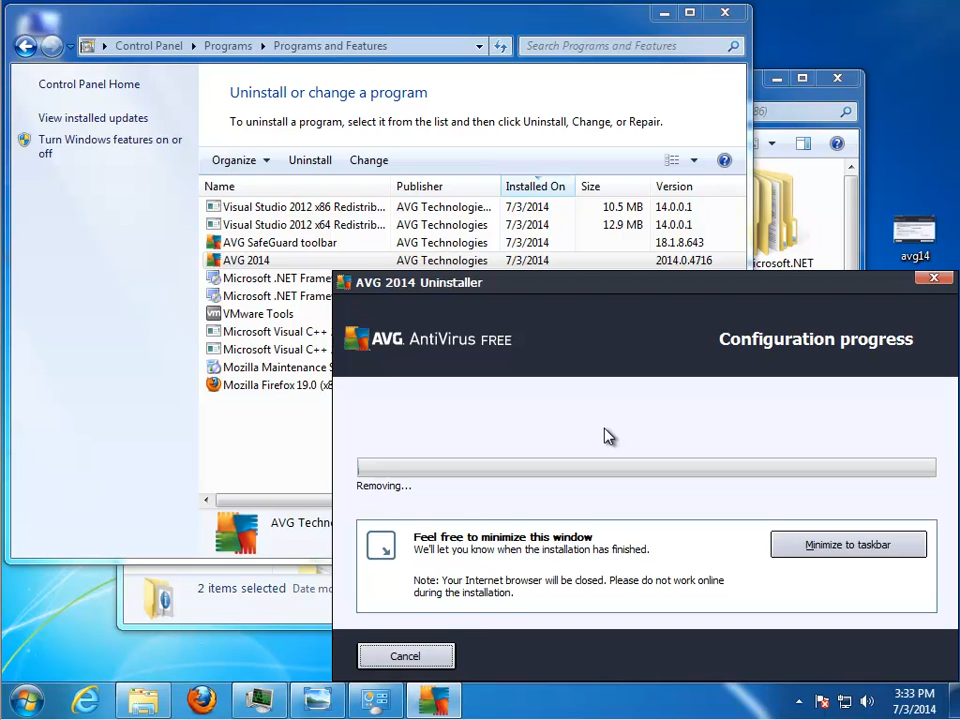 Control Panel
Programs
Programs and Features
Search Programs and Features
Control Panel Home
View installed updates
Turn Windows features on or
off
Uninstall or change a program
To uninstall a program, select it from the list and then click Uninstall, Change, or Repair.
Organize
Uninstall
Change
Name
Publisher
Installed On
Size
Version
Visual Studio 2012 x86 Redistrib... AVG Technologie... 7/3/2014 10.5 MB 14.0.0.1
Visual Studio 2012 x64 Redistrib... AVG Technologie... 7/3/2014 12.9 MB 14.0.0.1
AVG SafeGuard toolbar AVG Technologies 7/3/2014 18.1.8.643
AVG 2014 AVG Technologies 7/3/2014 2014.0.4716
Microsoft .NET Frame
Microsoft .NET Frame
VMware Tools
Microsoft Visual C++
Microsoft Visual C++
Mozilla Maintenance S
Mozilla Firefox 19.0 (x8
AVG Techn
2 items selected
Date mo
86)
icrosoft.NET
avg14
AVG 2014 Uninstaller
AVG. AntiVirus FREE
Configuration progress
Removing...
Feel free to minimize this window
We'll let you know when the installation has finished.
Note: Your Internet browser will be closed. Please do not work online
during the installation.
Minimize to taskbar
Cancel
3:33 PM
7/3/2014